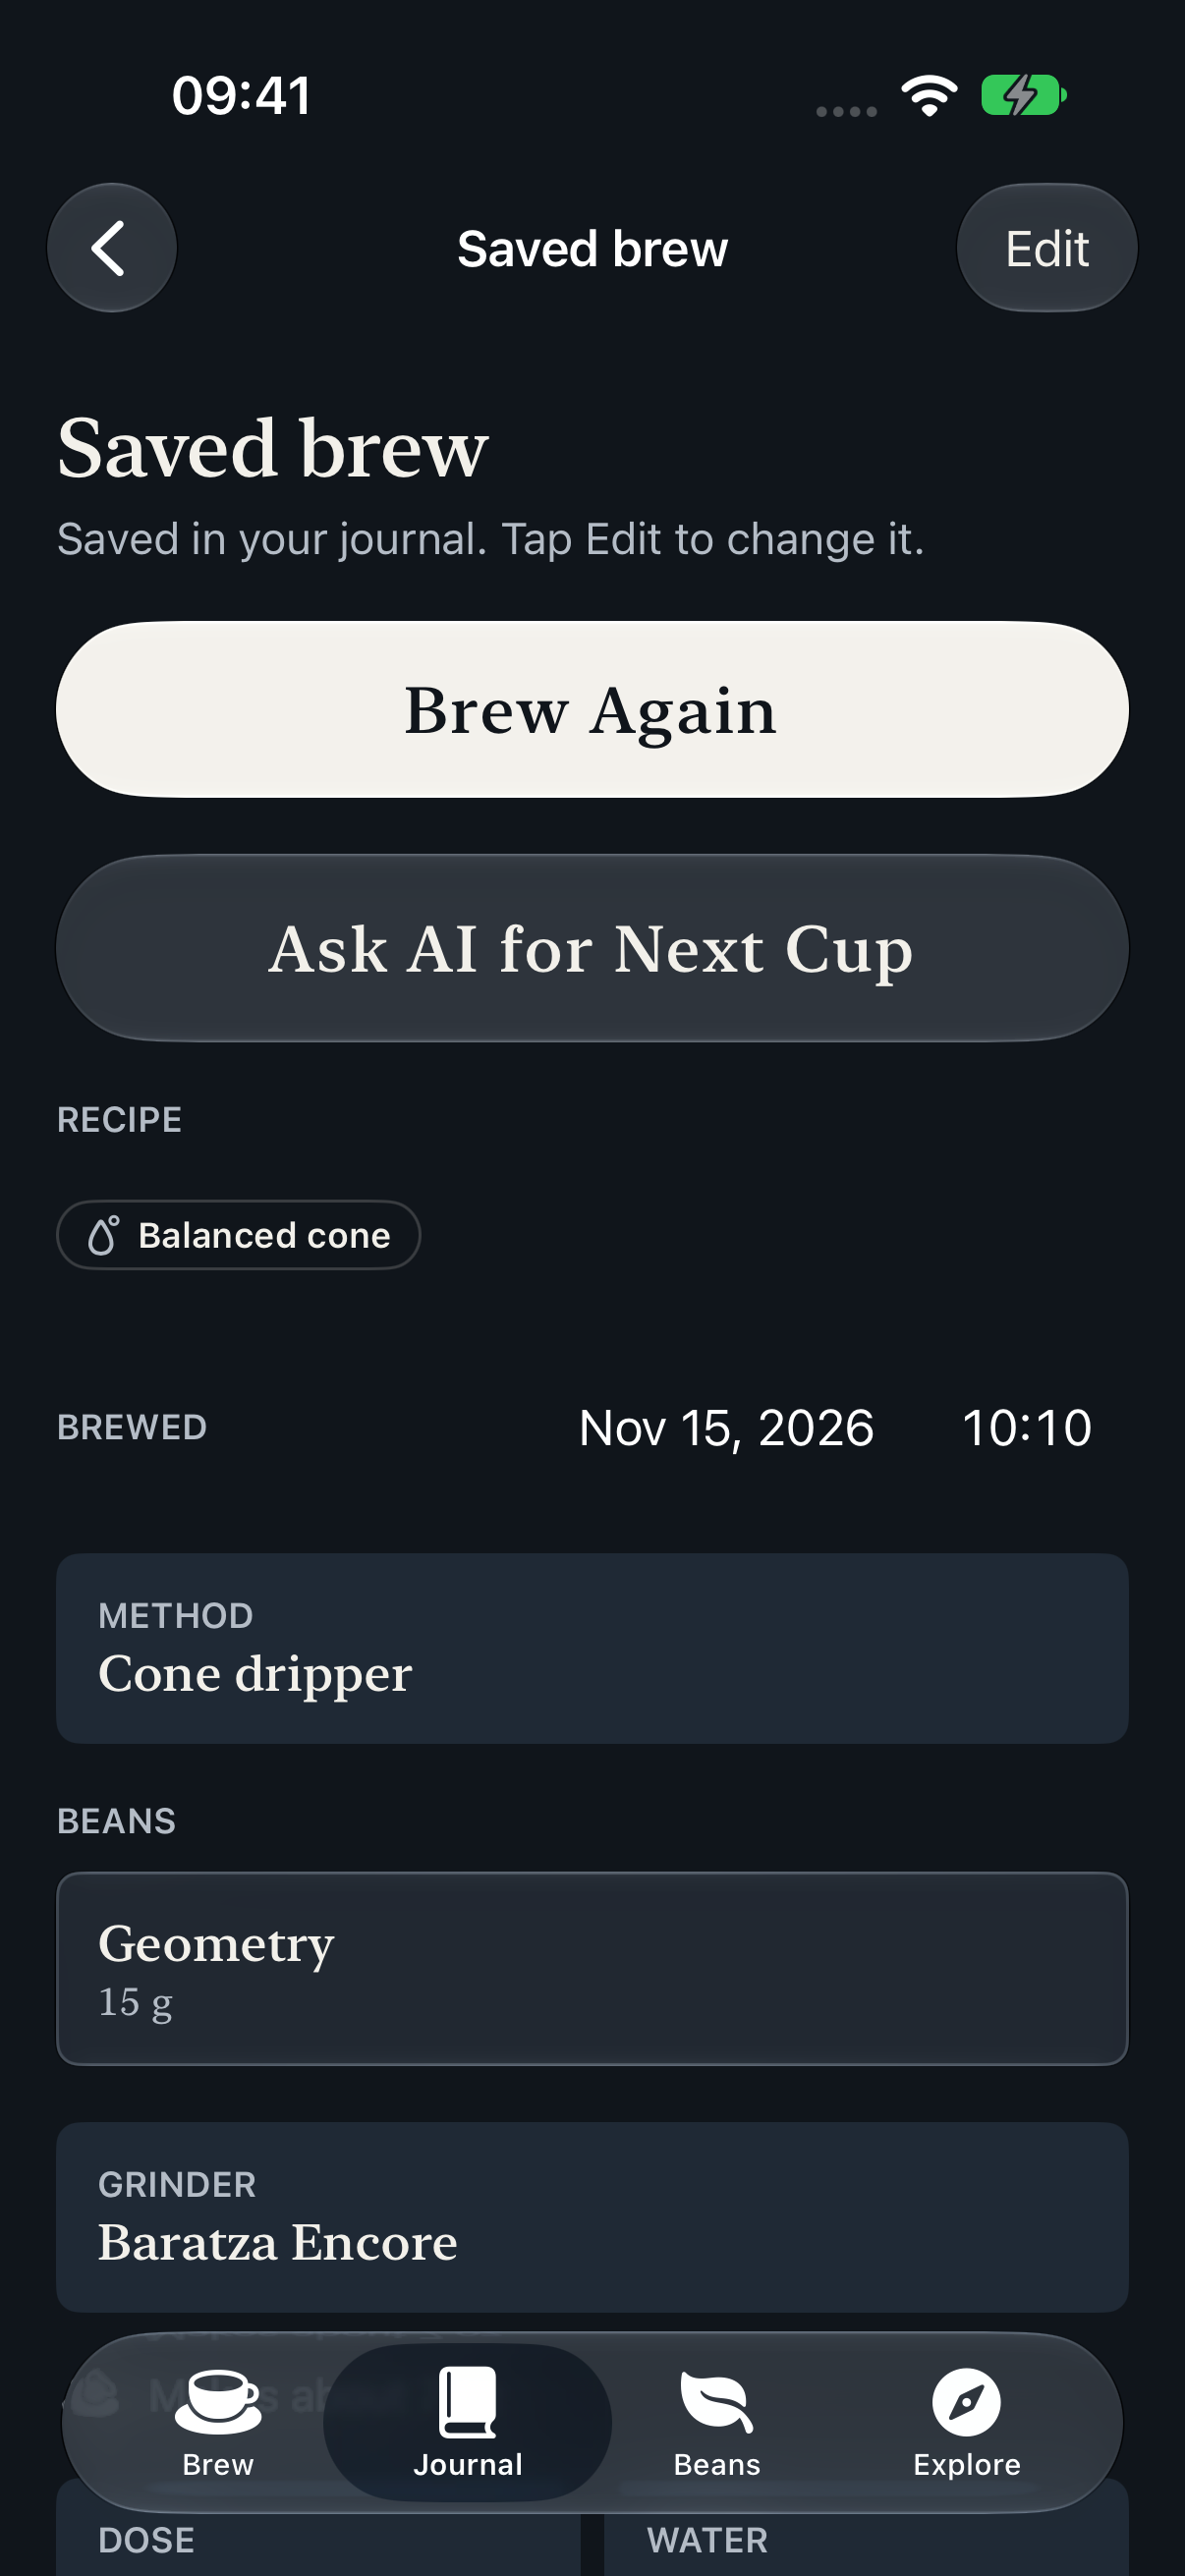 09:41
Saved brew
Edit
Saved brew
Saved in your journal. Tap Edit to change it.
Brew Again
Ask AI for Next Cup
RECIPE
Balanced cone
BREWED
Nov 15, 2026
10:10
METHOD
Cone dripper
BEANS
Geometry
15 g
GRINDER
Baratza Encore
Brew
Journal
Beans
Explore
DOSE
WATER